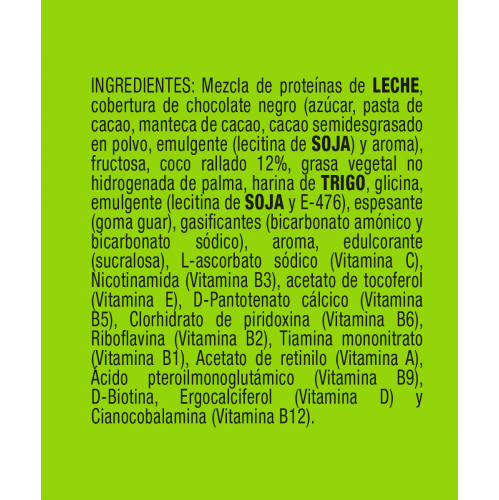 INGREDIENTES: Mezcla de proteínas de LECHE,
cobertura de chocolate negro (azúcar, pasta de
cacao, manteca de cacao, cacao semidesgrasado
en polvo, emulgente (lecitina de SOJA) y aroma),
fructosa, coco rallado 12%, grasa vegetal no
hidrogenada de palma, harina de TRIGO, glicina,
emulgente (lecitina de SOJA y E-476), espesante
(goma guar), gasificantes (bicarbonato amónico y
bicarbonato sódico), aroma, edulcorante
(sucralosa), L-ascorbato sódico (Vitamina C),
Nicotinamida (Vitamina B3), acetato de tocoferol
(Vitamina E), D-Pantotenato cálcico (Vitamina
B5), Clorhidrato de piridoxina (Vitamina B6),
Riboflavina (Vitamina B2), Tiamina mononitrato
(Vitamina B1), Acetato de retinilo (Vitamina A),
Ácido pteroilmonoglutámico (Vitamina B9),
D-Biotina, Ergocalciferol (Vitamina D) y
Cianocobalamina (Vitamina B12).